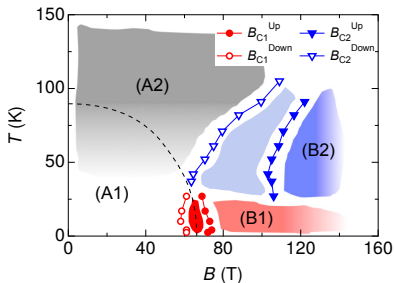 B_C1^Up B_C2^Up
B_C1^Down B_C2^Down
150
100
50
0
T (K)
(A2)
(A1)
(B2)
(B1)
0 40 80 120 160
B (T)